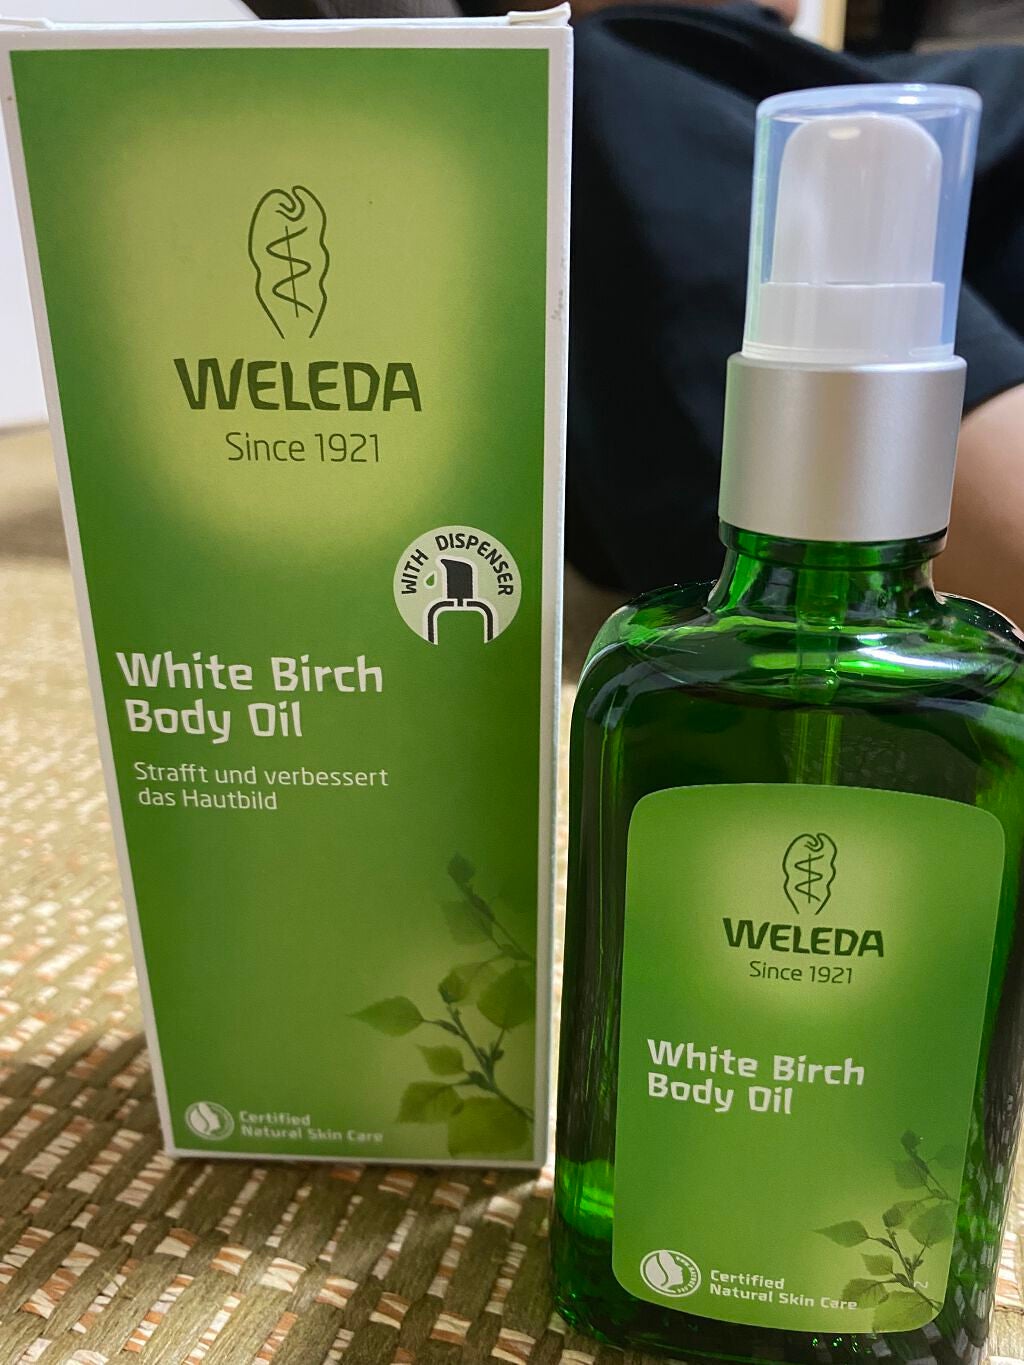 WELEDA
Since 1921
WITH DISPENSER
White Birch
Body Oil
Strafft und verbessert
das Hautbild
Certified
Natural Skin Care
WELEDA
Since 1921
White Birch
Body Oil
Certified
Natural Skin Care